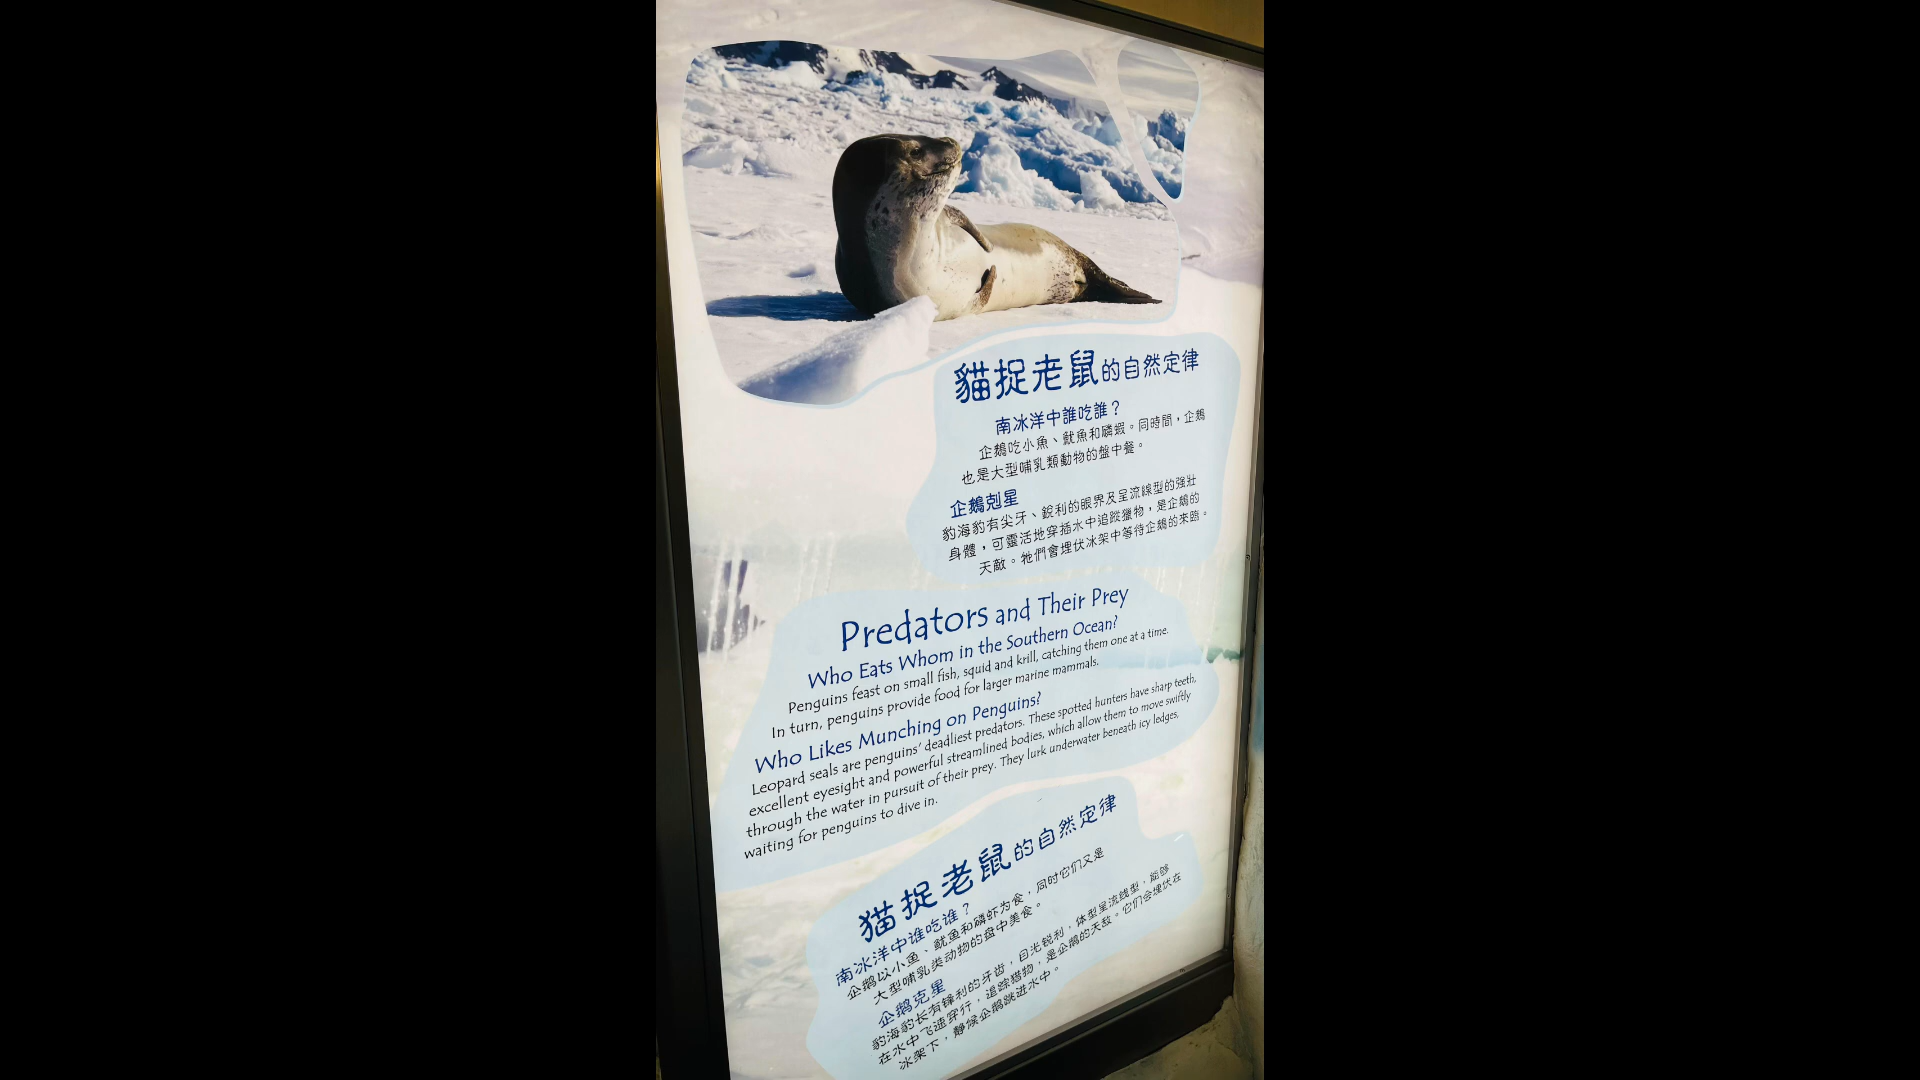 貓捉老鼠的自然定律
南冰洋中誰吃誰？
企鵝吃小魚、魷魚和磷蝦。同時間，企鵝
也是大型哺乳類動物的盤中餐。
企鵝剋星
豹海豹有尖牙、銳利的眼界及呈流線型的強壯
身體，可靈活地穿插水中追蹤獵物，是企鵝的
天敵。牠們會埋伏冰架中等待企鵝的來臨。
Predators and Their Prey
Who Eats Whom in the Southern Ocean?
Penguins feast on small fish, squid and krill, catching them one at a time.
In turn, penguins provide food for larger marine mammals.
Who Likes Munching on Penguins?
Leopard seals are penguins' deadliest predators. These spotted hunters have sharp teeth,
excellent eyesight and powerful streamlined bodies, which allow them to move swiftly
through the water in pursuit of their prey. They lurk underwater beneath icy ledges,
waiting for penguins to dive in.
猫捉老鼠的自然定律
南冰洋中谁吃谁？
企鹅以小鱼、鱿鱼和磷虾为食，同时它们又是
大型哺乳类动物的盘中美食。
企鹅克星
豹海豹长有锋利的牙齿，目光锐利，体型呈流线型，能够
在水中飞速穿行，追踪猎物，是企鹅的天敌。它们会埋伏在
冰架下，静候企鹅跳进水中。